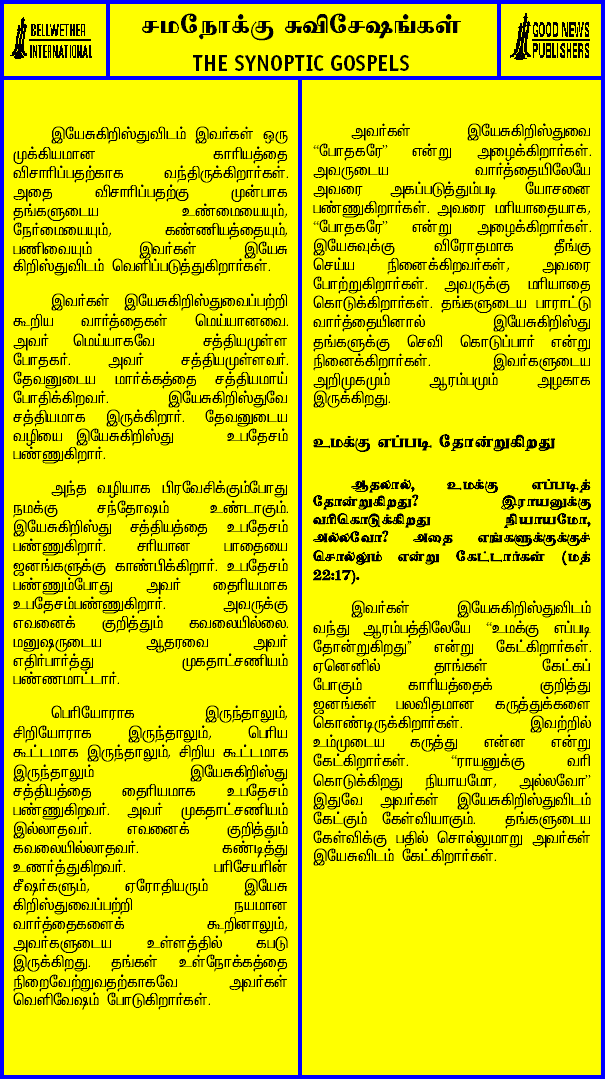 BELLWETHER
INTERNATIONAL
சமநோக்கு சுவிசேஷங்கள்
THE SYNOPTIC GOSPELS
GOOD NEWS
PUBLISHERS
இயேசுகிறிஸ்துவிடம் இவர்கள் ஒரு
முக்கியமான காரியத்தை
விசாரிப்பதற்காக வந்திருக்கிறார்கள்.
அதை விசாரிப்பதற்கு முன்பாக
தங்களுடைய உண்மையையும்,
நேர்மையையும், கண்ணியத்தையும்,
பணிவையும் இவர்கள் இயேசு
கிறிஸ்துவிடம் வெளிப்படுத்துகிறார்கள்.
இவர்கள் இயேசுகிறிஸ்துவைப்பற்றி
கூறிய வார்த்தைகள் மெய்யானவை.
அவர் மெய்யாகவே சத்தியமுள்ள
போதகர். அவர் சத்தியமுள்ளவர்.
தேவனுடைய மார்க்கத்தை சத்தியமாய்
போதிக்கிறவர். இயேசுகிறிஸ்துவே
சத்தியமாக இருக்கிறார். தேவனுடைய
வழியை இயேசுகிறிஸ்து உபதேசம்
பண்ணுகிறார்.
அந்த வழியாக பிரவேசிக்கும்போது
நமக்கு சந்தோஷம் உண்டாகும்.
இயேசுகிறிஸ்து சத்தியத்தை உபதேசம்
பண்ணுகிறார். சரியான பாதையை
ஜனங்களுக்கு காண்பிக்கிறார். உபதேசம்
பண்ணும்போது அவர் தைரியமாக
உபதேசம்பண்ணுகிறார். அவருக்கு
எவனைக் குறித்தும் கவலையில்லை.
மனுஷருடைய ஆதரவை அவர்
எதிர்பார்த்து முகதாட்சணியம்
பண்ணமாட்டார்.
பெரியோராக இருந்தாலும்,
சிறியோராக இருந்தாலும், பெரிய
கூட்டமாக இருந்தாலும், சிறிய கூட்டமாக
இருந்தாலும் இயேசுகிறிஸ்து
சத்தியத்தை தைரியமாக உபதேசம்
பண்ணுகிறவர். அவர் முகதாட்சணியம்
இல்லாதவர். எவனைக் குறித்தும்
கவலையில்லாதவர். கண்டித்து
உணர்த்துகிறவர். பரிசேயரின்
சீஷர்களும், ஏரோதியரும் இயேசு
கிறிஸ்துவைப்பற்றி நயமான
வார்த்தைகளைக் கூறினாலும்,
அவர்களுடைய உள்ளத்தில் கபடு
இருக்கிறது. தங்கள் உள்நோக்கத்தை
நிறைவேற்றுவதற்காகவே அவர்கள்
வெளிவேஷம் போடுகிறார்கள்.
அவர்கள் இயேசுகிறிஸ்துவை
“போதகரே” என்று அழைக்கிறார்கள்.
அவருடைய வார்த்தையிலேயே
அவரை அகப்படுத்தும்படி யோசனை
பண்ணுகிறார்கள். அவரை மரியாதையாக,
“போதகரே” என்று அழைக்கிறார்கள்.
இயேசுவுக்கு விரோதமாக தீங்கு
செய்ய நினைக்கிறவர்கள், அவரை
போற்றுகிறார்கள். அவருக்கு மரியாதை
கொடுக்கிறார்கள். தங்களுடைய பாராட்டு
வார்த்தையினால் இயேசுகிறிஸ்து
தங்களுக்கு செவி கொடுப்பார் என்று
நினைக்கிறார்கள். இவர்களுடைய
அறிமுகமும் ஆரம்பமும் அழகாக
இருக்கிறது.
உமக்கு எப்படி தோன்றுகிறது
ஆதலால், உமக்கு எப்படித்
தோன்றுகிறது? இராயனுக்கு
வரிகொடுக்கிறது நியாயமோ,
அல்லவோ? அதை எங்களுக்குக்குச்
சொல்லும் என்று கேட்டார்கள் (மத்
22:17).
இவர்கள் இயேசுகிறிஸ்துவிடம்
வந்து ஆரம்பத்திலேயே “உமக்கு எப்படி
தோன்றுகிறது” என்று கேட்கிறார்கள்.
ஏனெனில் தாங்கள் கேட்கப்
போகும் காரியத்தைக் குறித்து
ஜனங்கள் பலவிதமான கருத்துக்களை
கொண்டிருக்கிறார்கள். இவற்றில்
உம்முடைய கருத்து என்ன என்று
கேட்கிறார்கள். “ராயனுக்கு வரி
கொடுக்கிறது நியாயமோ, அல்லவோ”
இதுவே அவர்கள் இயேசுகிறிஸ்துவிடம்
கேட்கும் கேள்வியாகும். தங்களுடைய
கேள்விக்கு பதில் சொல்லுமாறு அவர்கள்
இயேசுவிடம் கேட்கிறார்கள்.